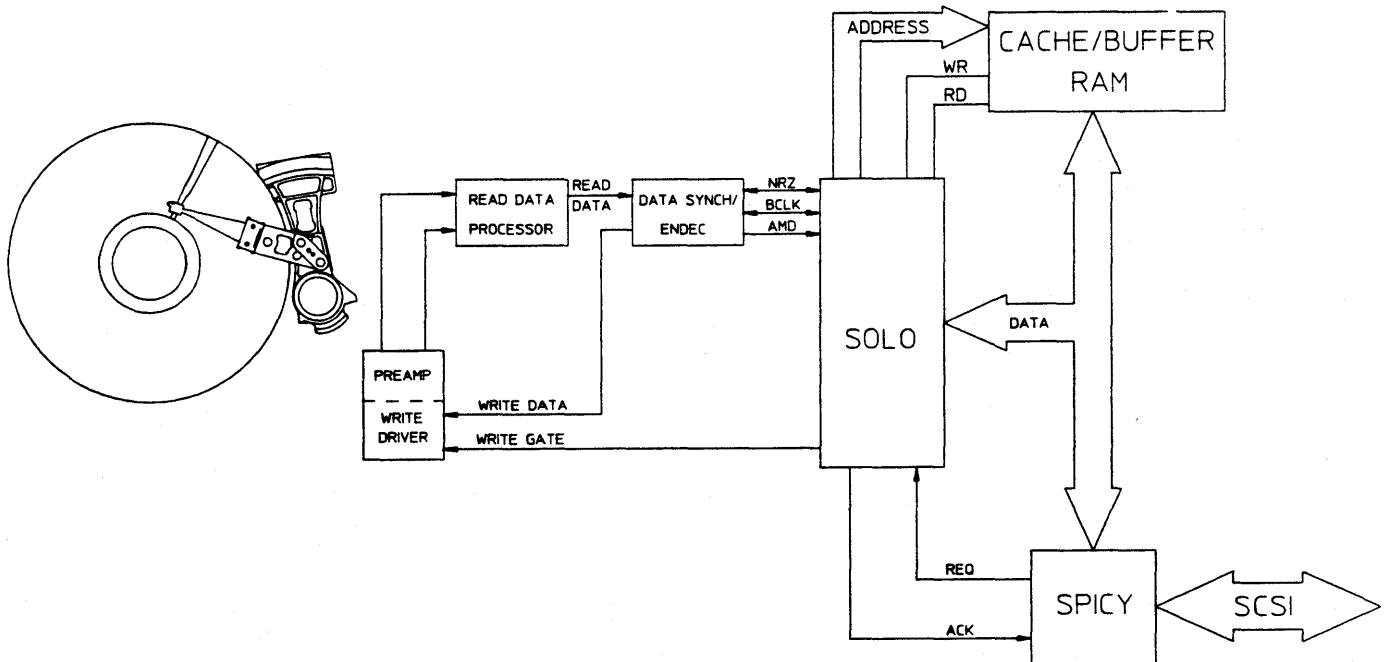 ADDRESS
CACHE/BUFFER
RAM
WR
RD
READ DATA
PROCESSOR
READ
DATA
DATA SYNCH/
ENDEC
NRZ
BCLK
AMD
SOLO
DATA
PREAMP
WRITE
DRIVER
WRITE DATA
WRITE GATE
REQ
ACK
SPICY
SCSI